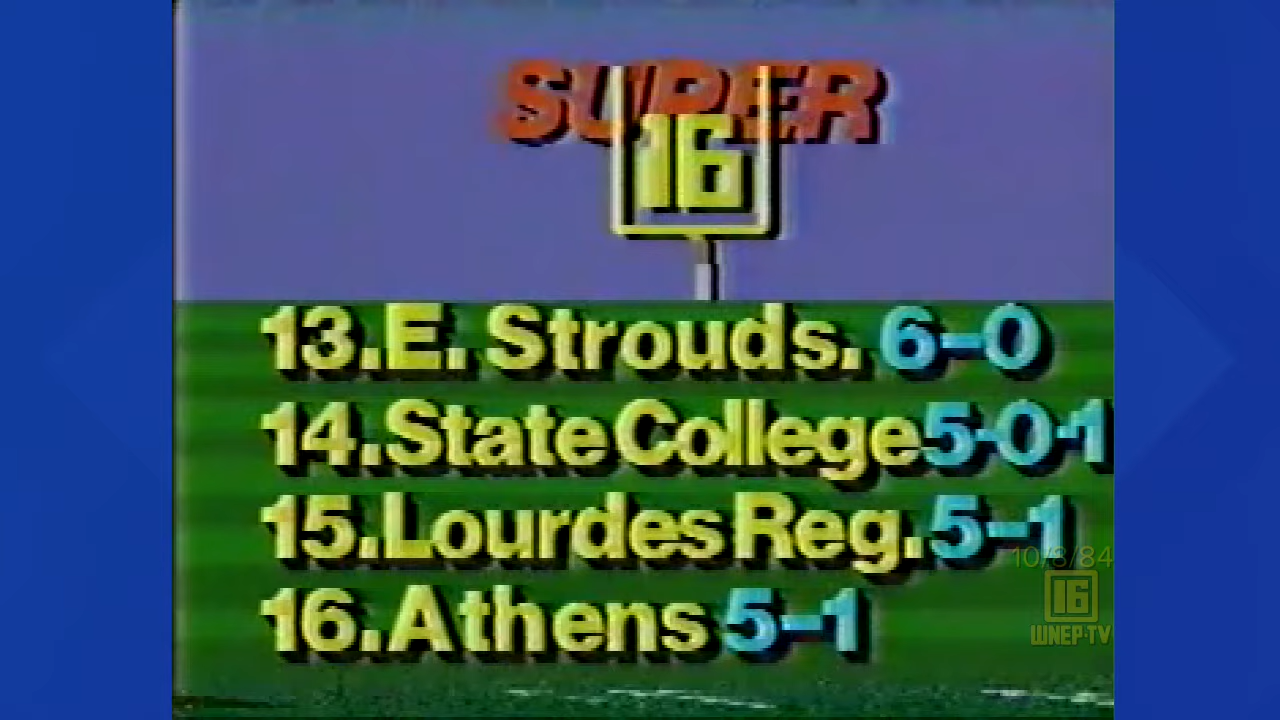 SUPER
16
13. E. Strouds. 6-0
14. State College 5-0-1
15. Lourdes Reg. 5-1
16. Athens 5-1
10/8/84
16
WNEP-TV